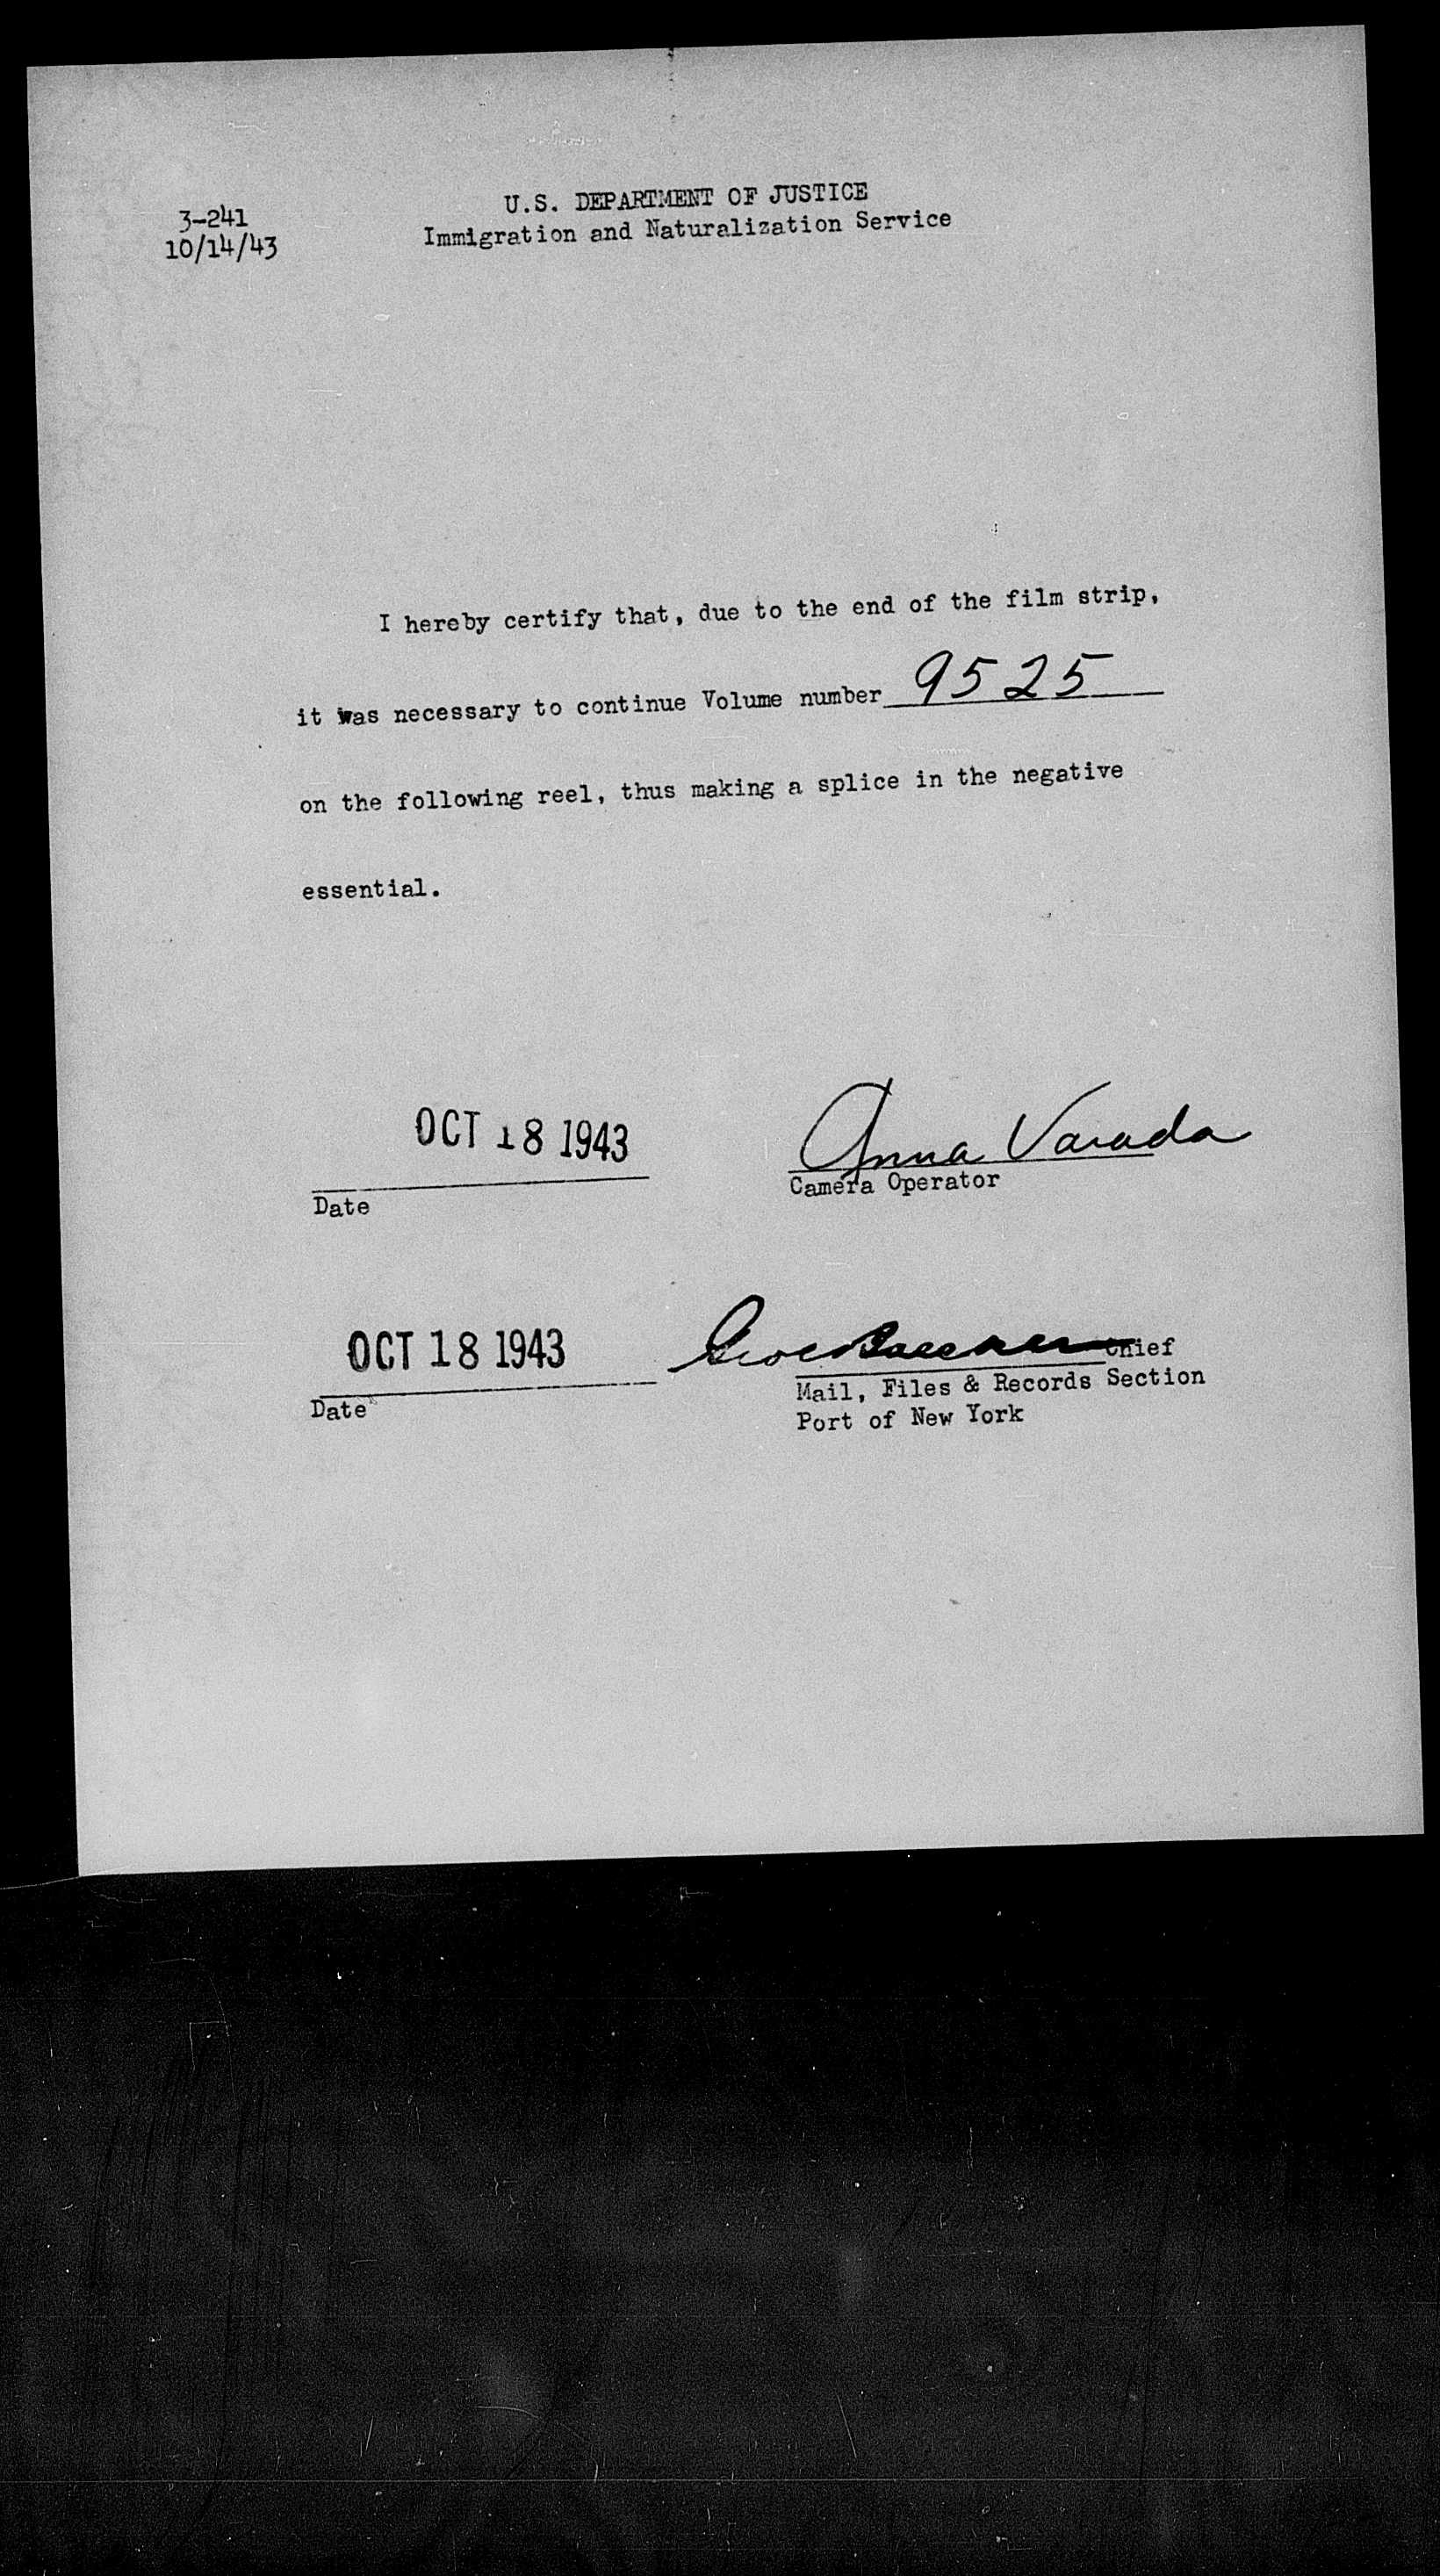 3-241
10/14/43
U.S. DEPARTMENT OF JUSTICE
Immigration and Naturalization Service
I hereby certify that, due to the end of the film strip,
it was necessary to continue Volume number 9525
on the following reel, thus making a splice in the negative
essential.
OCT 18 1943
Anna Varada
Date
Camera Operator
OCT 18 1943
Chief
Date
Mail, Files & Records Section
Port of New York